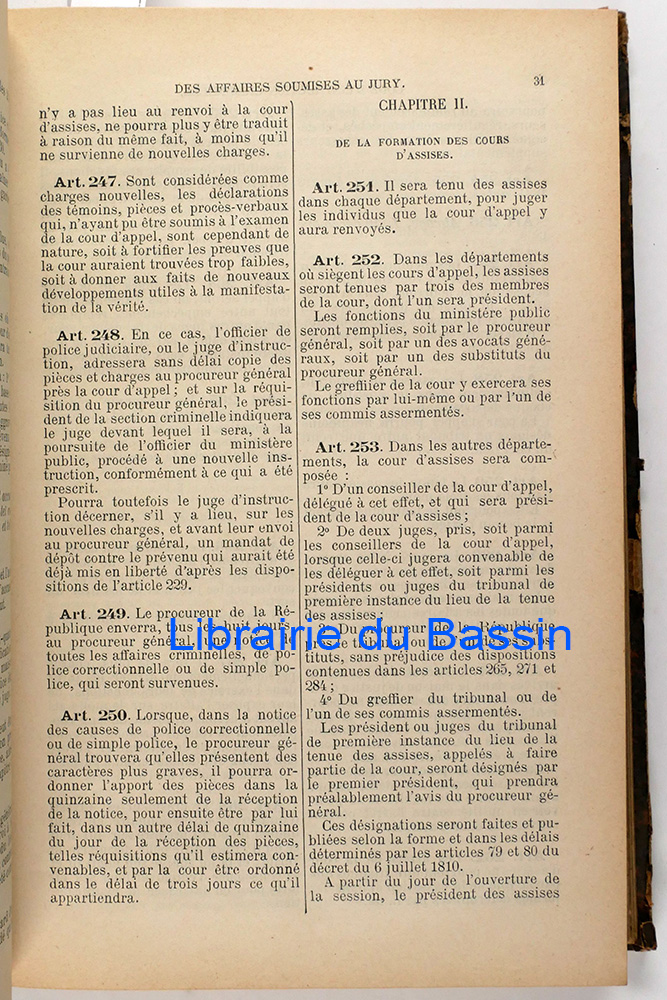 DES AFFAIRES SOUMISES AU JURY.
31
n'y a pas lieu au renvoi à la cour
d'assises, ne pourra plus y être traduit
à raison du même fait, à moins qu'il
ne survienne de nouvelles charges.
Art. 247. Sont considérées comme
charges nouvelles, les déclarations
des témoins, pièces et procès-verbaux
qui, n'ayant pu être soumis à l'examen
de la cour d'appel, sont cependant de
nature, soit à fortifier les preuves que
la cour auraient trouvées trop faibles,
soit à donner aux faits de nouveaux
développements utiles à la manifesta-
tion de la vérité.
Art. 248. En ce cas, l'officier de
police judiciaire, ou le juge d'instruc-
tion, adressera sans délai copie des
pièces et charges au procureur général
près la cour d'appel ; et sur la réqui-
sition du procureur général, le prési-
dent de la section criminelle indiquera
le juge devant lequel il sera, à la
poursuite de l'officier du ministère
public, procédé à une nouvelle ins-
truction, conformément à ce qui a été
prescrit.
Pourra toutefois le juge d'instruc-
tion décerner, s'il y a lieu, sur les
nouvelles charges, et avant leur envoi
au procureur général, un mandat de
dépôt contre le prévenu qui aurait été
déjà mis en liberté d'après les dispo-
sitions de l'article 229.
Art. 249. Le procureur de la Ré-
publique enverra, tous les huit jours,
au procureur général, une notice de
toutes les affaires criminelles, de po-
lice correctionnelle ou de simple po-
lice, qui seront survenues.
Art. 250. Lorsque, dans la notice
des causes de police correctionnelle
ou de simple police, le procureur gé-
néral trouvera qu'elles présentent des
caractères plus graves, il pourra or-
donner l'apport des pièces dans la
quinzaine seulement de la réception
de la notice, pour ensuite être par lui
fait, dans un autre délai de quinzaine
du jour de la réception des pièces,
telles réquisitions qu'il estimera con-
venables, et par la cour être ordonné
dans le délai de trois jours ce qu'il
appartiendra.
CHAPITRE II.
DE LA FORMATION DES COURS
D'ASSISES.
Art. 251. Il sera tenu des assises
dans chaque département, pour juger
les individus que la cour d'appel y
aura renvoyés.
Art. 252. Dans les départements
où siègent les cours d'appel, les assises
seront tenues par trois des membres
de la cour, dont l'un sera président.
Les fonctions du ministère public
seront remplies, soit par le procureur
général, soit par un des avocats géné-
raux, soit par un des substituts du
procureur général.
Le greffiier de la cour y exercera ses
fonctions par lui-même ou par l'un de
ses commis assermentés.
Art. 253. Dans les autres départe-
ments, la cour d'assises sera com-
posée :
1° D'un conseiller de la cour d'appel,
délégué à cet effet, et qui sera prési-
dent de la cour d'assises ;
2° De deux juges, pris, soit parmi
les conseillers de la cour d'appel,
lorsque celle-ci jugera convenable de
les déléguer à cet effet, soit parmi les
présidents ou juges du tribunal de
première instance du lieu de la tenue
des assises ;
3° Du procureur de la République
près le tribunal ou de l'un de ses subs-
tituts, sans préjudice des dispositions
contenues dans les articles 265, 271 et
284 ;
4° Du greffier du tribunal ou de
l'un de ses commis assermentés.
Les président ou juges du tribunal
de première instance du lieu de la
tenue des assises, appelés à faire
partie de la cour, seront désignés par
le premier président, qui prendra
préalablement l'avis du procureur gé-
néral.
Ces désignations seront faites et pu-
bliées selon la forme et dans les délais
déterminés par les articles 79 et 80 du
décret du 6 juillet 1810.
A partir du jour de l'ouverture de
la session, le président des assises
Librairie du Bassin